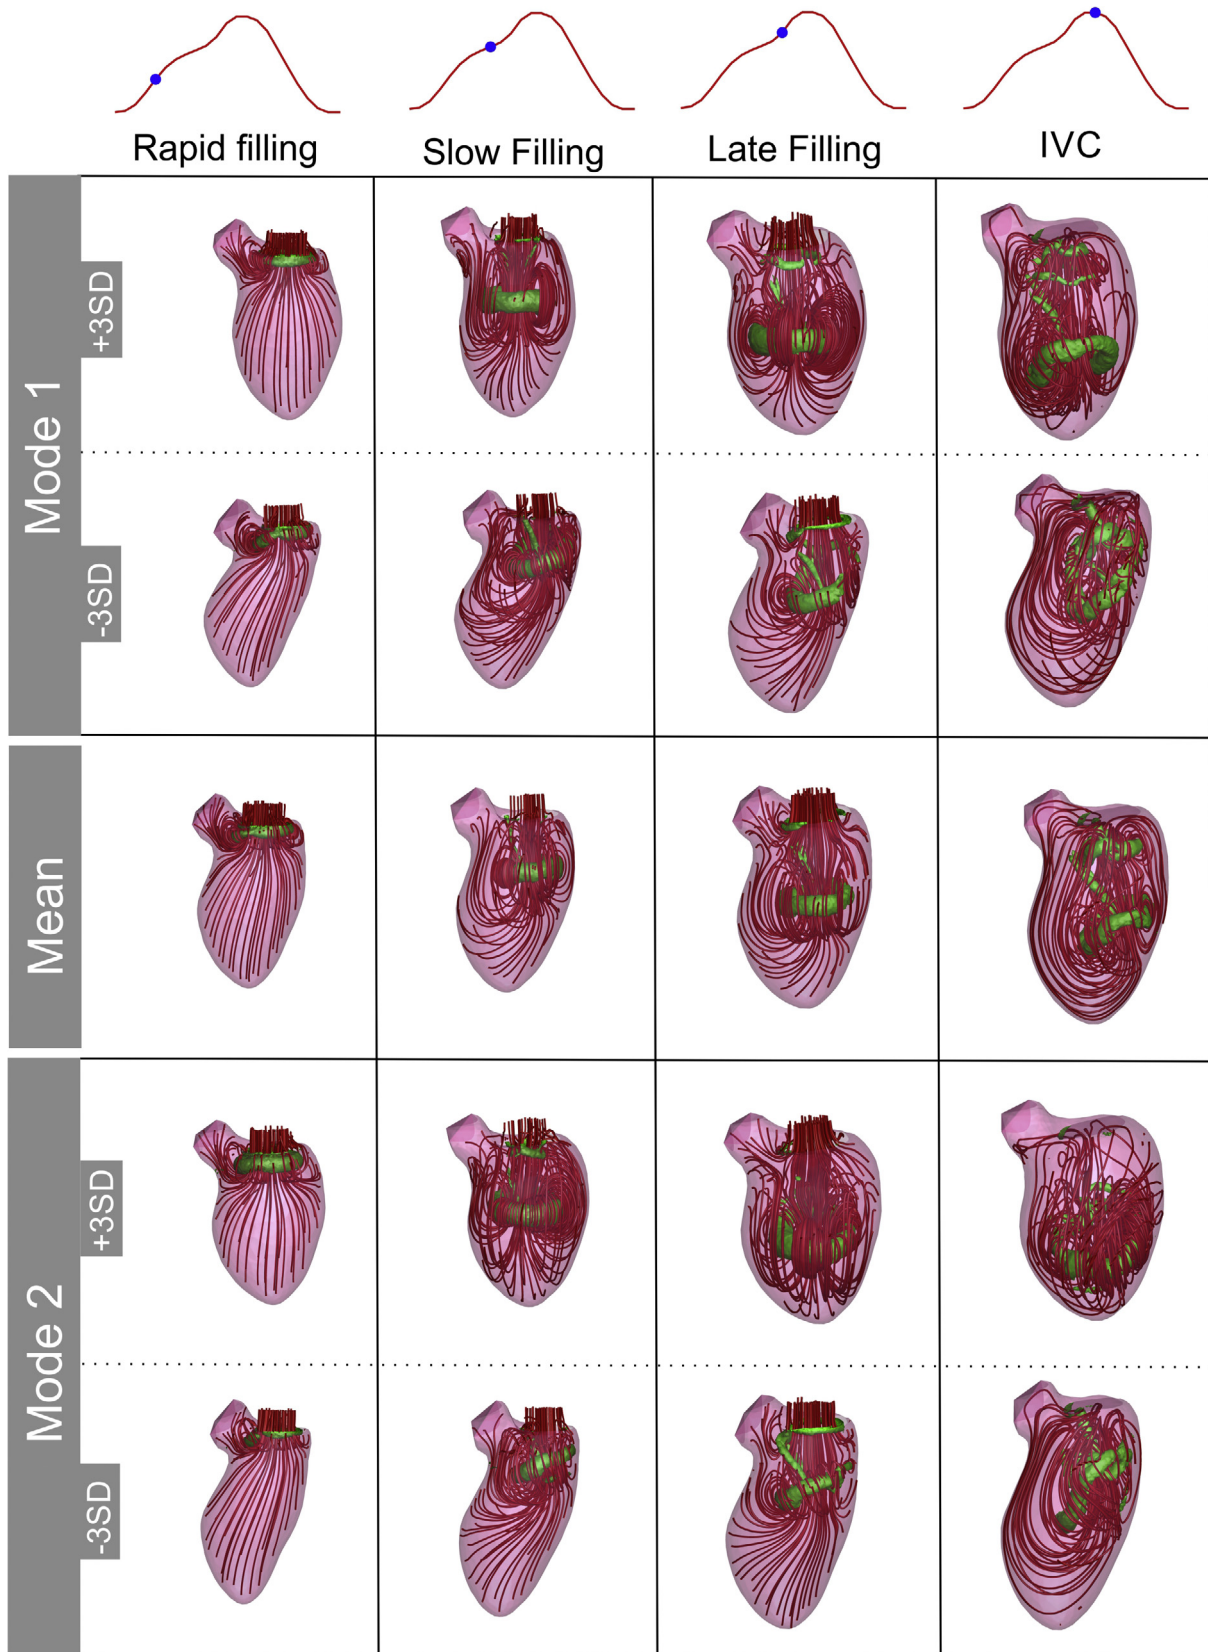 Rapid filling
Slow Filling
Late Filling
IVC
Mode 1
+3SD
-3SD
Mean
Mode 2
+3SD
-3SD